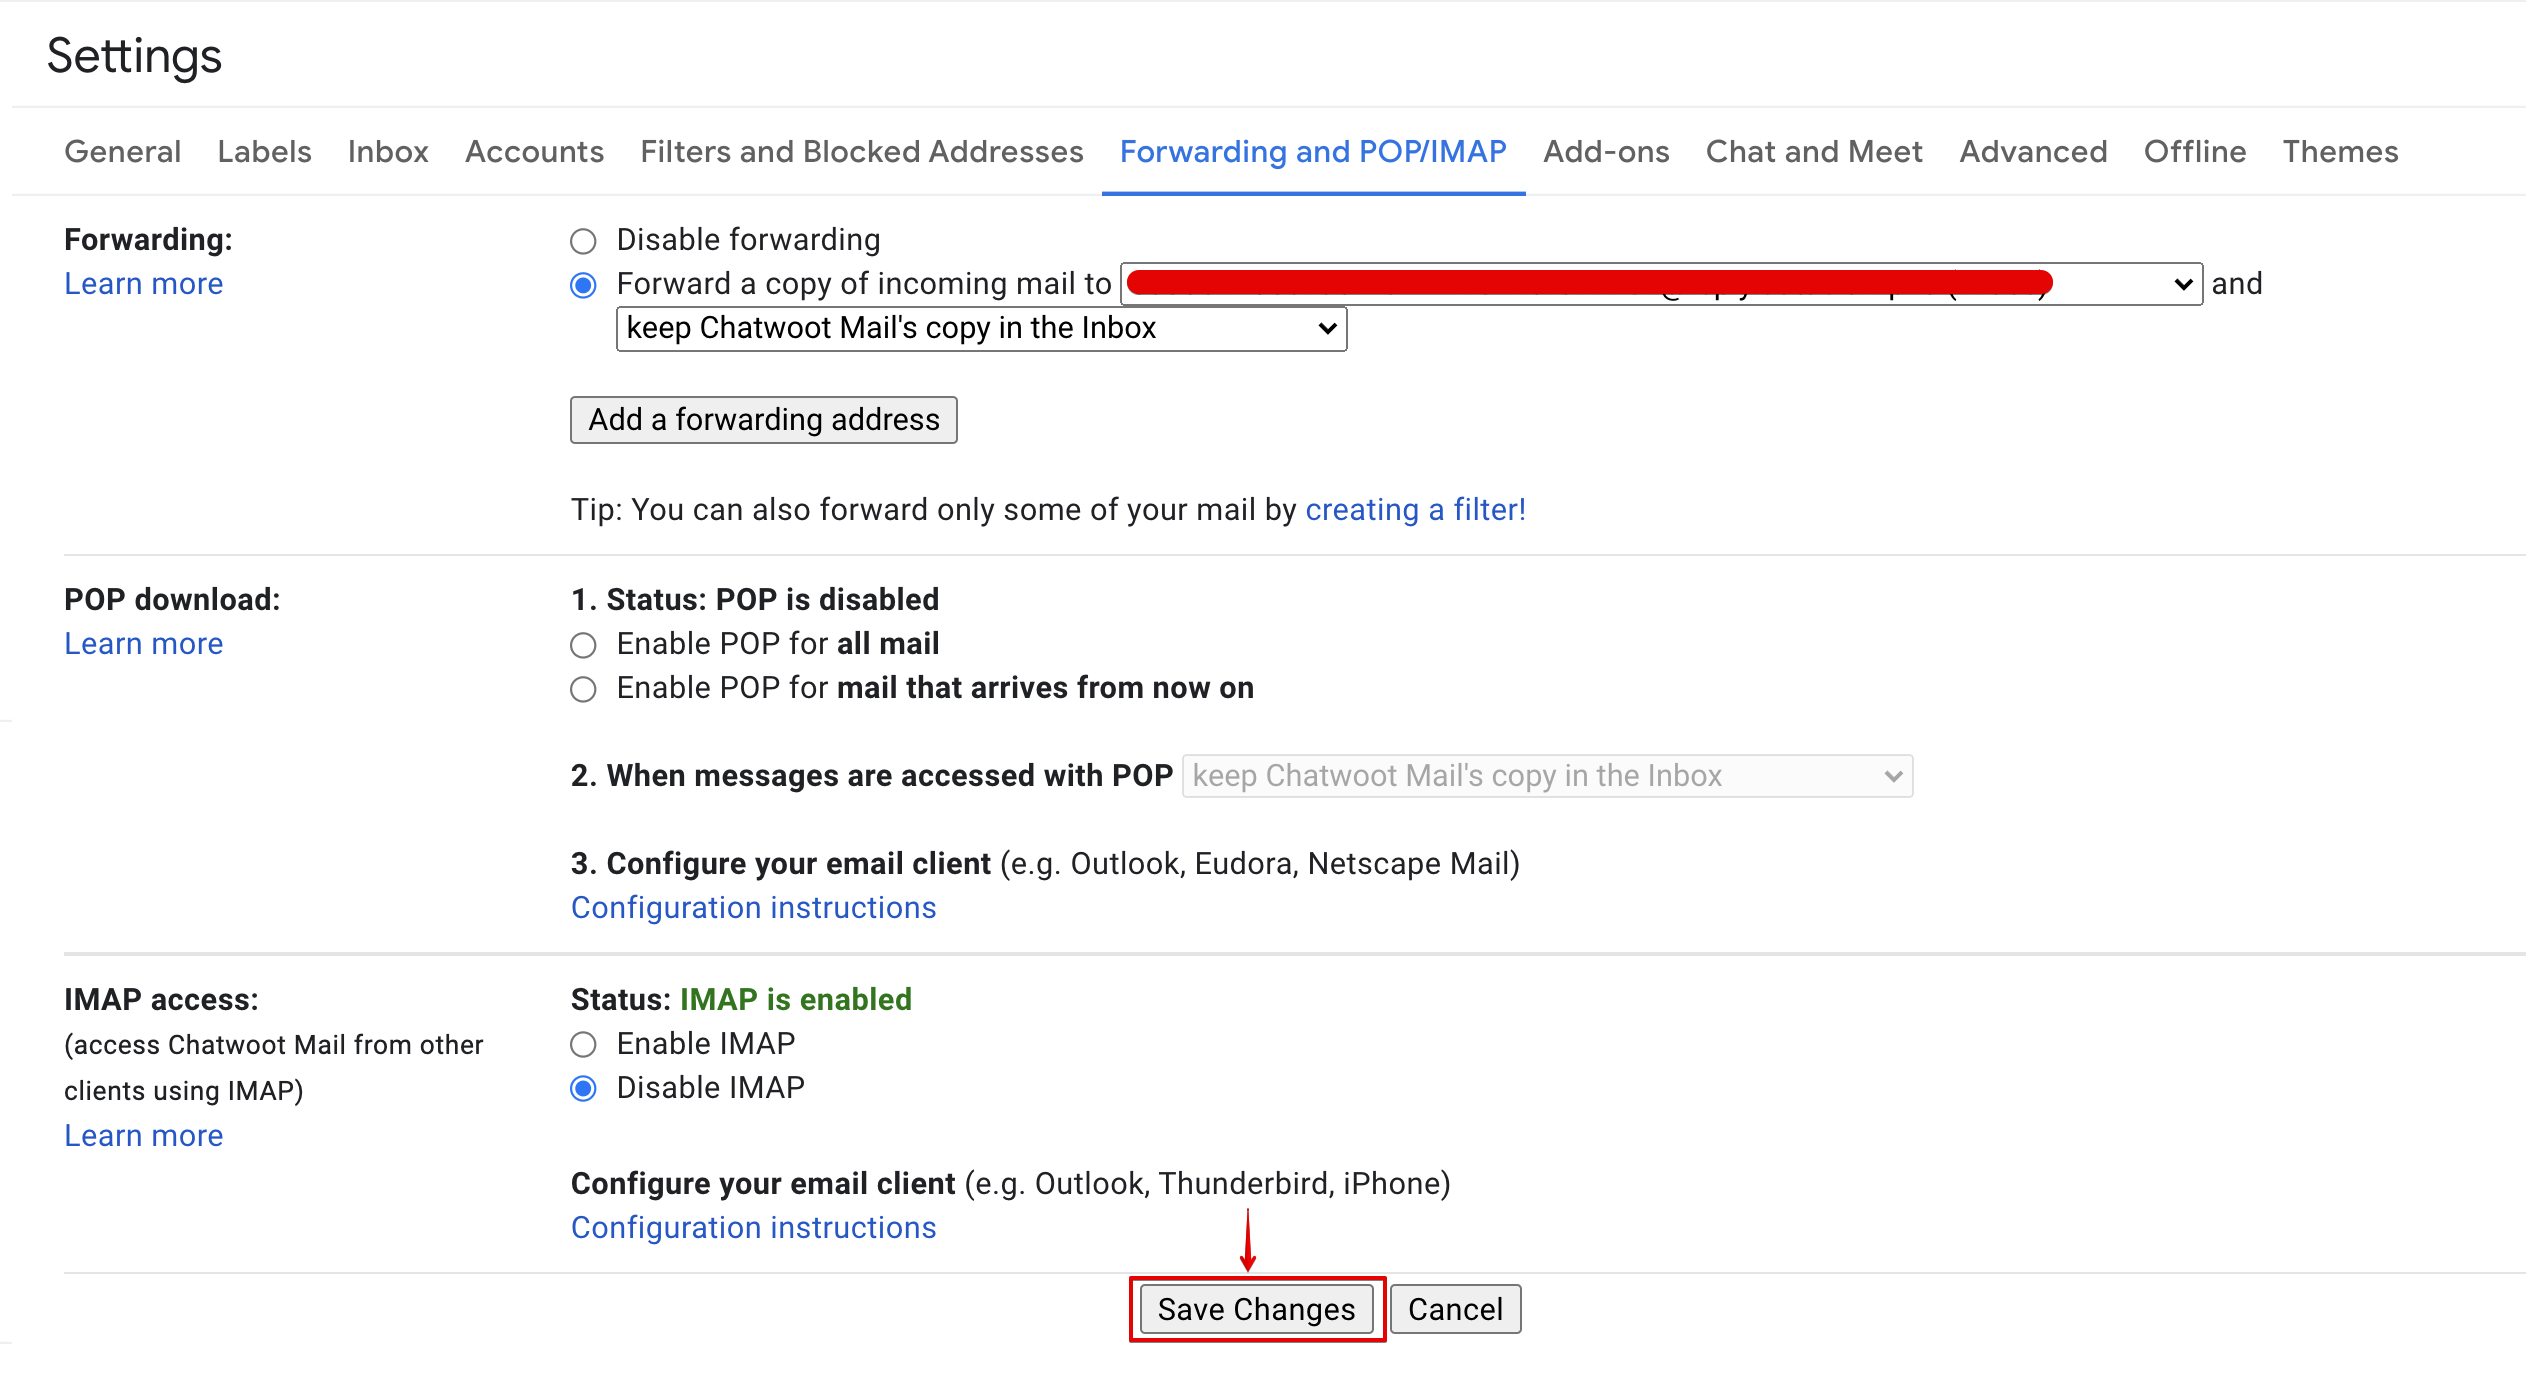 Settings
General Labels Inbox Accounts Filters and Blocked Addresses Forwarding and POP/IMAP Add-ons Chat and Meet Advanced Offline Themes
Forwarding:
Learn more
Disable forwarding
Forward a copy of incoming mail to and
keep Chatwoot Mail's copy in the Inbox
Add a forwarding address
Tip: You can also forward only some of your mail by creating a filter!
POP download:
Learn more
1. Status: POP is disabled
Enable POP for all mail
Enable POP for mail that arrives from now on
2. When messages are accessed with POP keep Chatwoot Mail's copy in the Inbox
3. Configure your email client (e.g. Outlook, Eudora, Netscape Mail)
Configuration instructions
IMAP access:
(access Chatwoot Mail from other
clients using IMAP)
Learn more
Status: IMAP is enabled
Enable IMAP
Disable IMAP
Configure your email client (e.g. Outlook, Thunderbird, iPhone)
Configuration instructions
Save Changes Cancel